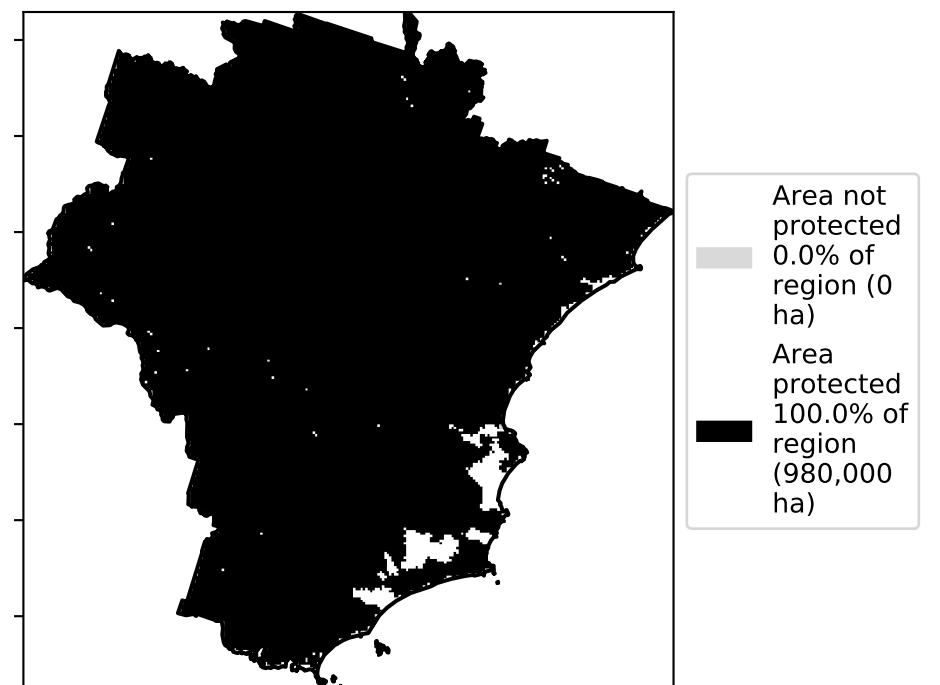 Area not
protected
0.0% of
region (0
ha)
Area
protected
100.0% of
region
(980,000
ha)